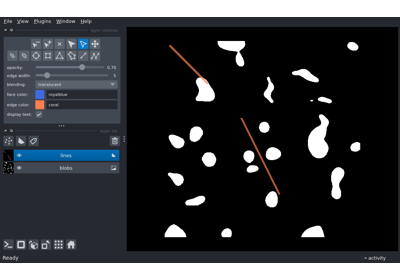 File View Plugins Window Help
opacity: 0.70
edge width: 5
blending: translucent
face color: royalblue
edge color: coral
display text:
lines
blobs
Ready
activity